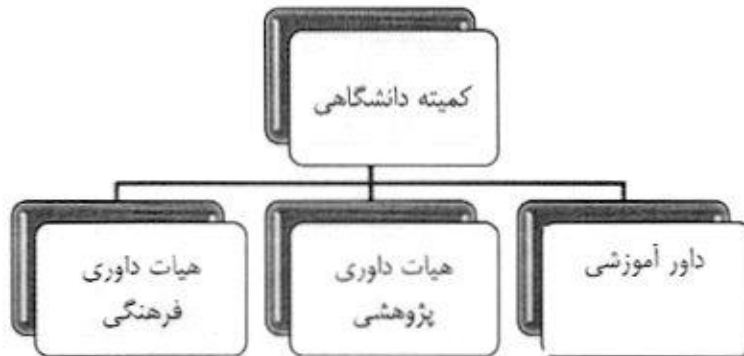 کمیته دانشگاهی
داور آموزشی
هیات داوری
پژوهشی
هیات داوری
فرهنگی